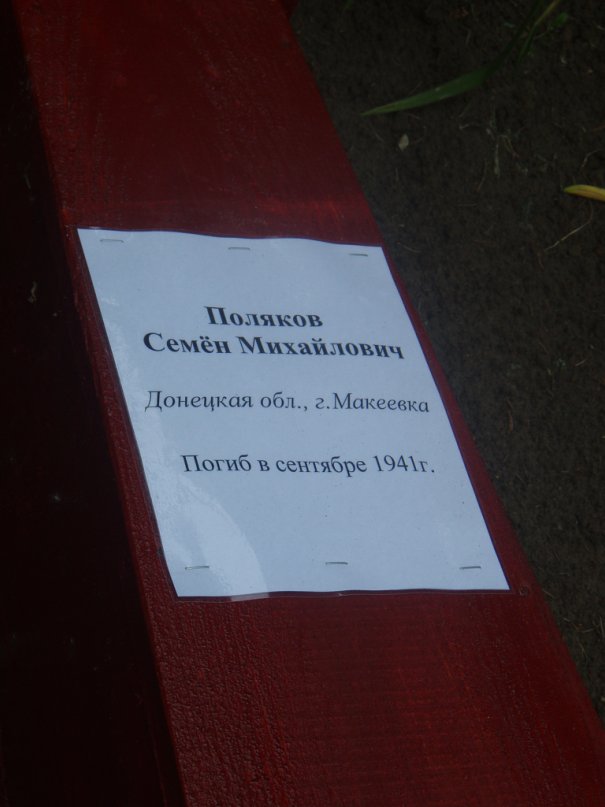 Поляков
Семён Михайлович
Донецкая обл., г.Макеевка
Погиб в сентябре 1941г.